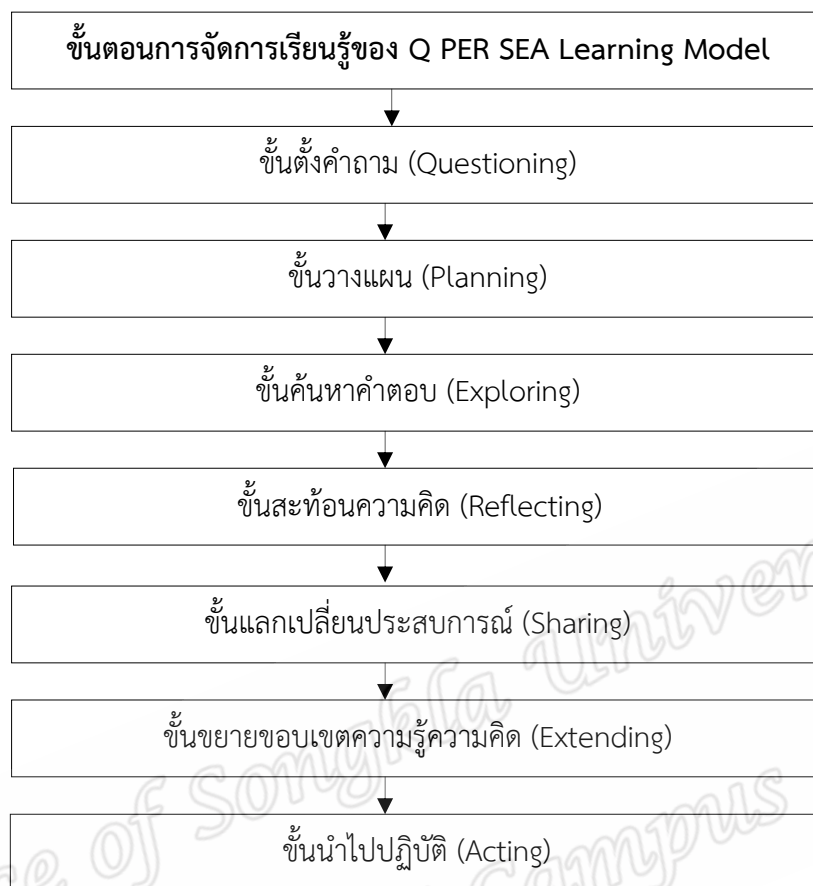 ขั้นตอนการจัดการเรียนรู้ของ Q PER SEA Learning Model
ขั้นตั้งคำถาม (Questioning)
ขั้นวางแผน (Planning)
ขั้นค้นหาคำตอบ (Exploring)
ขั้นสะท้อนความคิด (Reflecting)
ขั้นแลกเปลี่ยนประสบการณ์ (Sharing)
ขั้นขยายขอบเขตความรู้ความคิด (Extending)
ขั้นนำไปปฏิบัติ (Acting)
of Songkla Univer
Campus